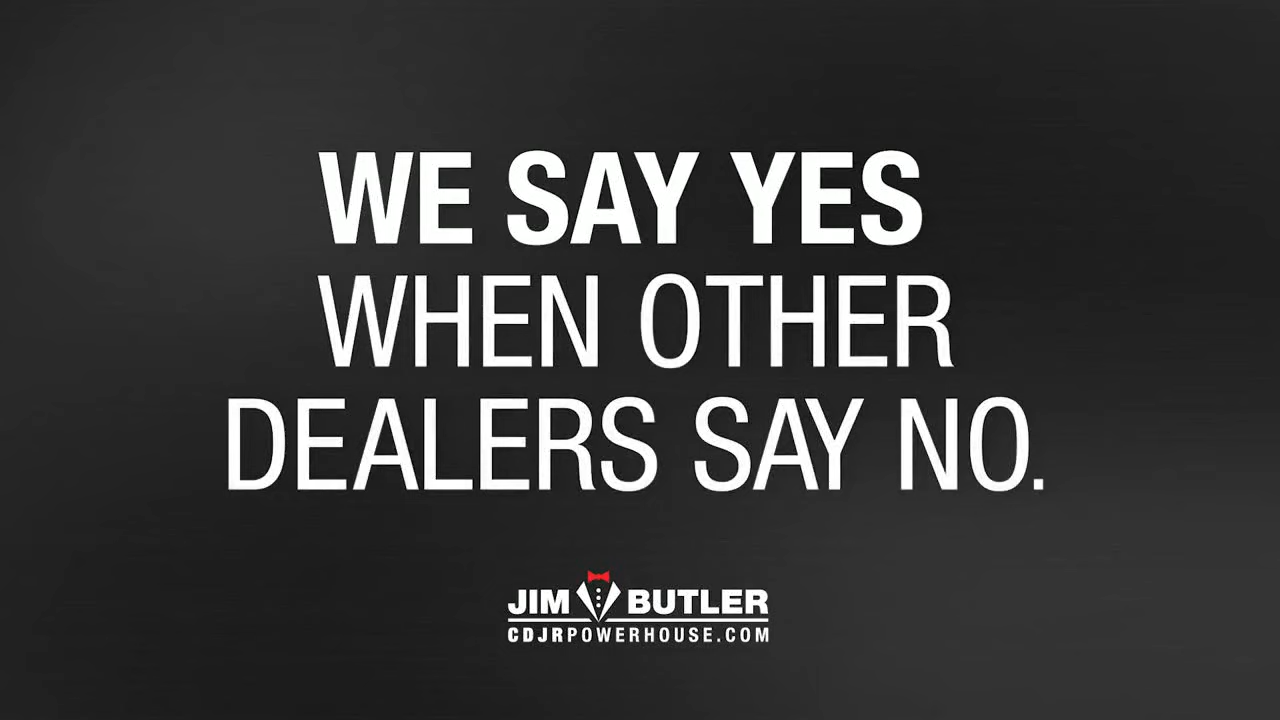 WE SAY YES
WHEN OTHER
DEALERS SAY NO.
JIM BUTLER
CDJRPOWERHOUSE.COM